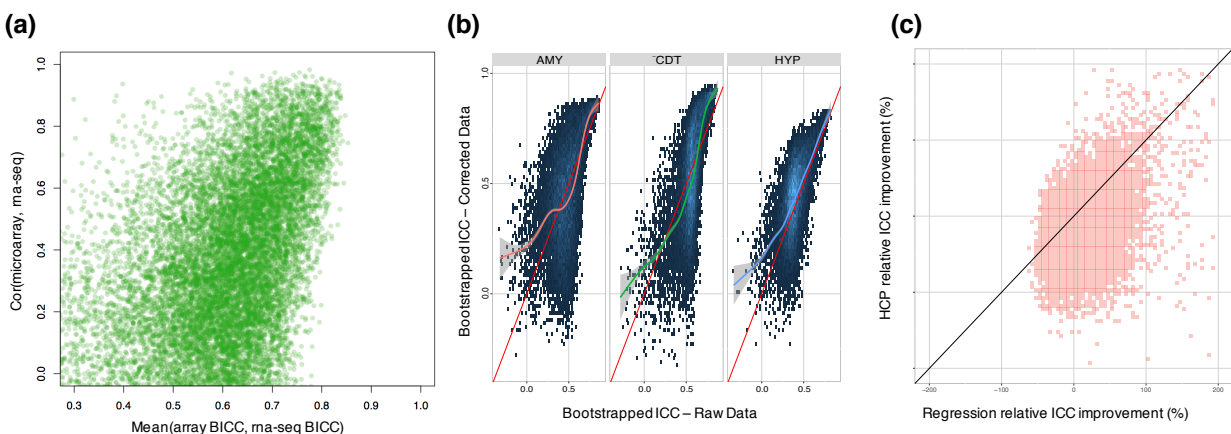 (a)
Cor(microarray, rna-seq)
1.0
0.8
0.6
0.4
0.2
0.0
0.3 0.4 0.5 0.6 0.7 0.8 0.9 1.0
Mean(array BICC, rna-seq BICC)
(b)
AMY CDT HYP
Bootstrapped ICC – Corrected Data
1.0
0.5
0.0
0.0 0.5 0.0 0.5 0.0 0.5
Bootstrapped ICC – Raw Data
(c)
HCP relative ICC improvement (%)
-200 -100 0 100 200
Regression relative ICC improvement (%)